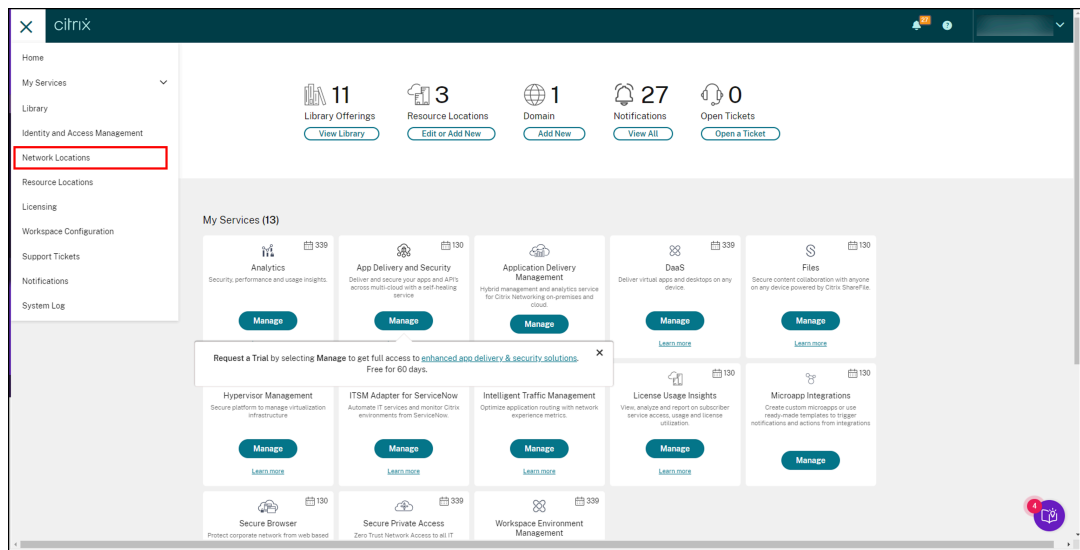 citrix
27
Home
My Services
Library
Identity and Access Management
Network Locations
Resource Locations
Licensing
Workspace Configuration
Support Tickets
Notifications
System Log
11
Library Offerings
View Library
3
Resource Locations
Edit or Add New
1
Domain
Add New
27
Notifications
View All
0
Open Tickets
Open a Ticket
My Services (13)
339
Analytics
Security, performance and usage insights.
Manage
130
App Delivery and Security
Deliver and secure your apps and API's
across multi-cloud with a self-healing
service
Manage
Application Delivery
Management
Hybrid management and analytics service
for Citrix Networking on-premises and
cloud.
Manage
339
DaaS
Deliver virtual apps and desktops on any
device.
Manage
Learn more
130
Files
Secure content collaboration with anyone
on any device powered by Citrix ShareFile.
Manage
Learn more
Request a Trial by selecting Manage to get full access to enhanced app delivery & security solutions.
Free for 60 days.
Hypervisor Management
Secure platform to manage virtualization
infrastructure
Manage
Learn more
ITSM Adapter for ServiceNow
Automate IT services and monitor Citrix
environments from ServiceNow.
Manage
Learn more
Intelligent Traffic Management
Optimize application routing with network
experience metrics.
Manage
Learn more
130
License Usage Insights
View, analyze and report on subscriber
service access, usage and license
utilization.
Manage
Learn more
130
Microapp Integrations
Create custom microapps or use
ready-made templates to trigger
notifications and actions from integrations
Manage
130
Secure Browser
Protect corporate network from web based
339
Secure Private Access
Zero Trust Network Access to all IT
339
Workspace Environment
Management
4